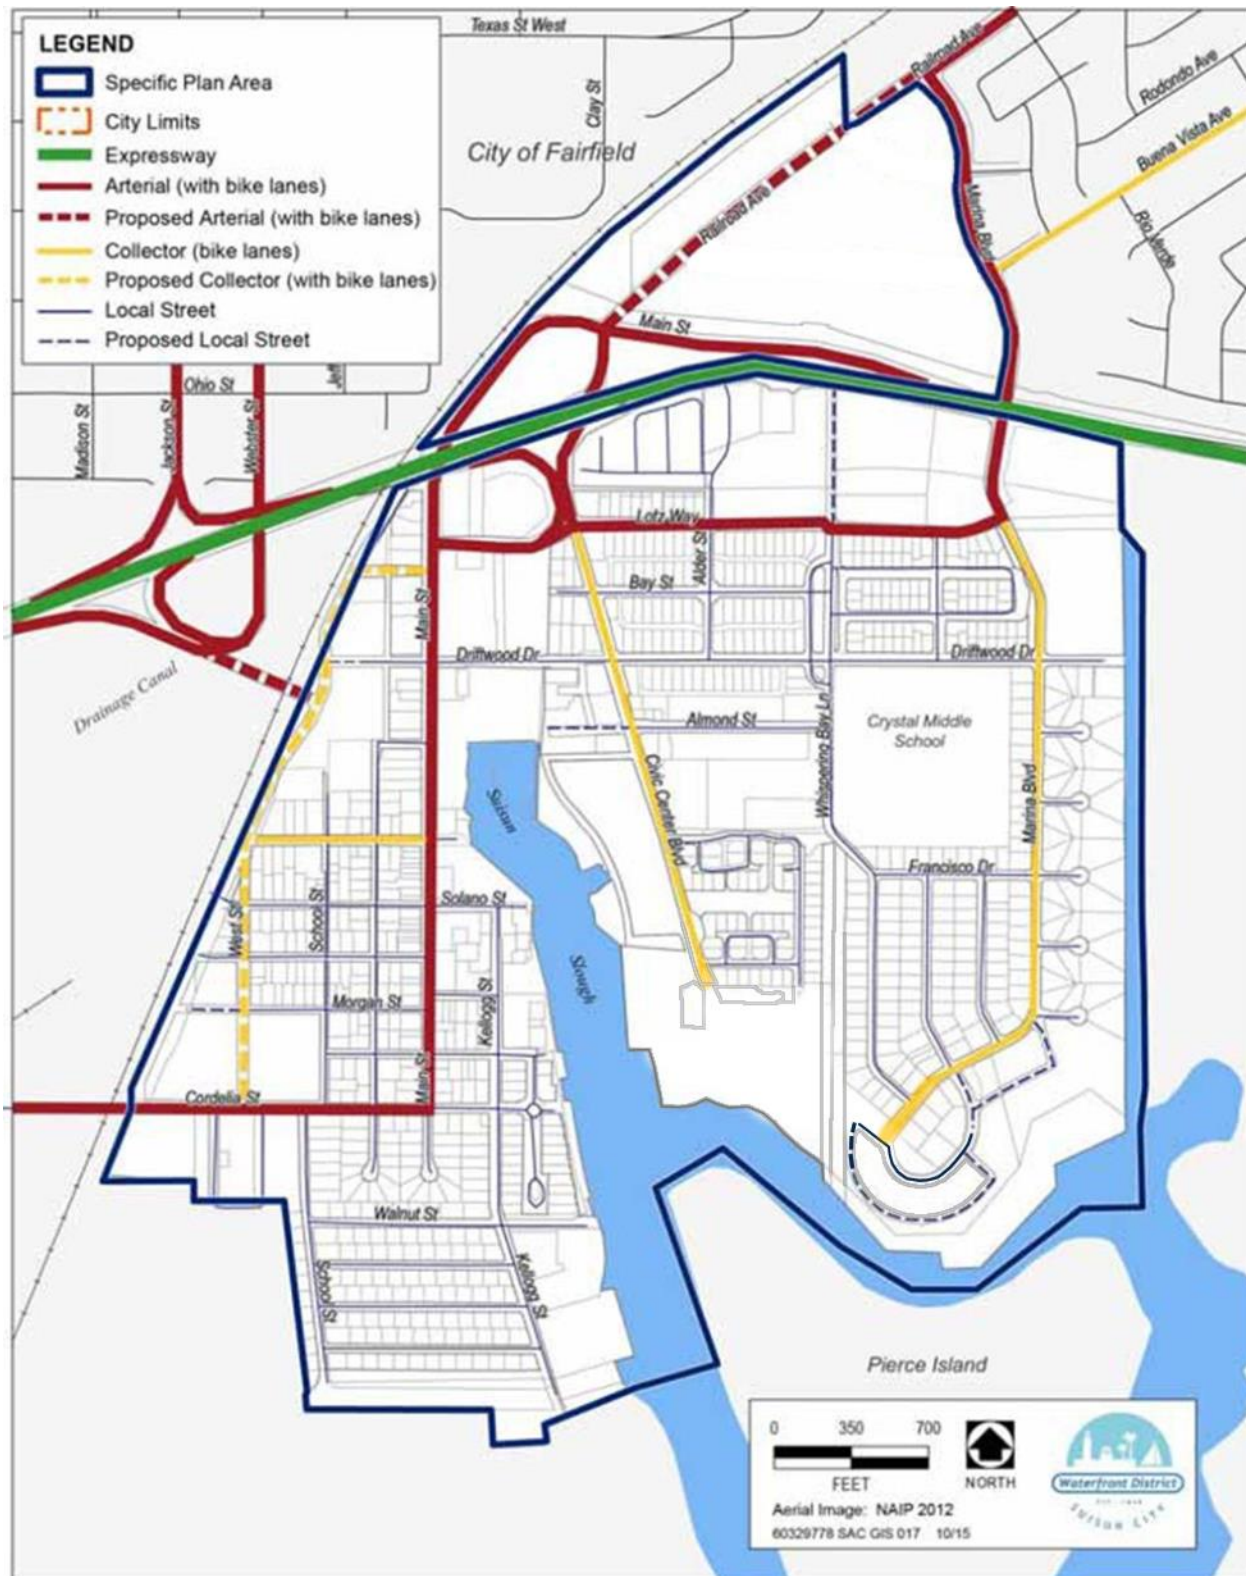 LEGEND
Specific Plan Area
City Limits
Expressway
Arterial (with bike lanes)
Proposed Arterial (with bike lanes)
Collector (bike lanes)
Proposed Collector (with bike lanes)
Local Street
Proposed Local Street
Texas St West
Clay St
City of Fairfield
Railroad Ave
Rodondo Ave
Buena Vista Ave
Rio Verde
Railroad Ave
Marina Blvd
Main St
Ohio St
Jeff
Madison St
Jackson St
Webster St
Lotz Way
Alder St
Bay St
Main St
Driftwood Dr
Driftwood Dr
Drainage Canal
Almond St
Whispering Bay Ln
Crystal Middle
School
Suisun
Civic Center Blvd
Marina Blvd
Francisco Dr
Solano St
School St
West St
Slough
Kellogg St
Morgan St
Main St
Cordelia St
Walnut St
School St
Kellogg St
Pierce Island
0 350 700
FEET
NORTH
Aerial Image: NAIP 2012
60329778 SAC GIS 017 10/15
Waterfront District
SUISUN CITY